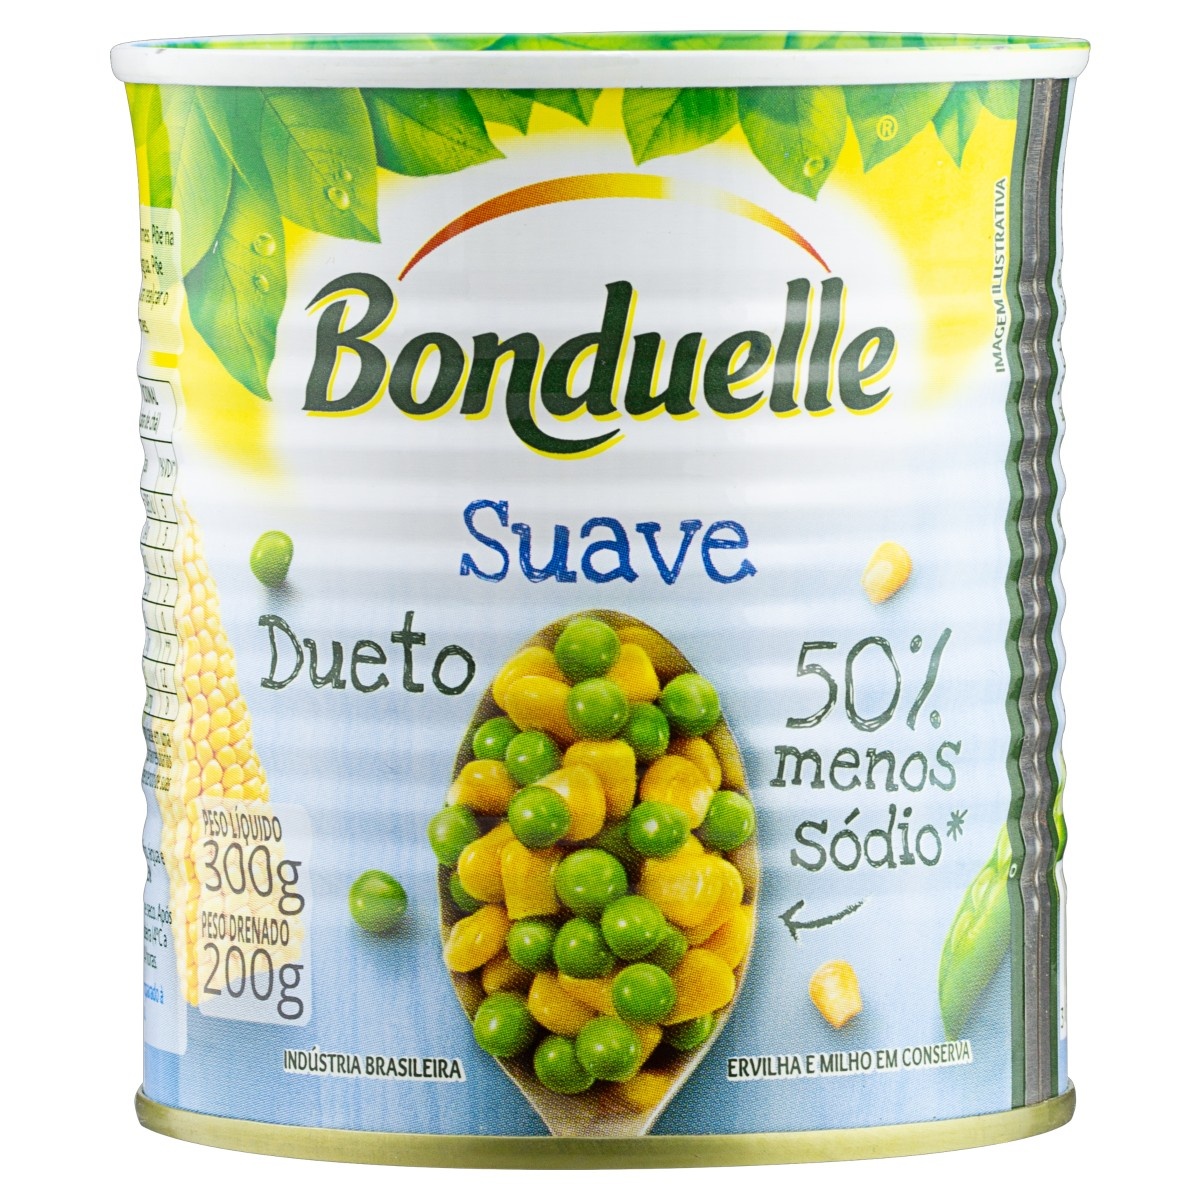 ®
Bonduelle
IMAGEM ILUSTRATIVA
Suave
Dueto
50%
menos
sódio*
PESO LÍQUIDO
300g
PESO DRENADO
200g
INDÚSTRIA BRASILEIRA
ERVILHA E MILHO EM CONSERVA